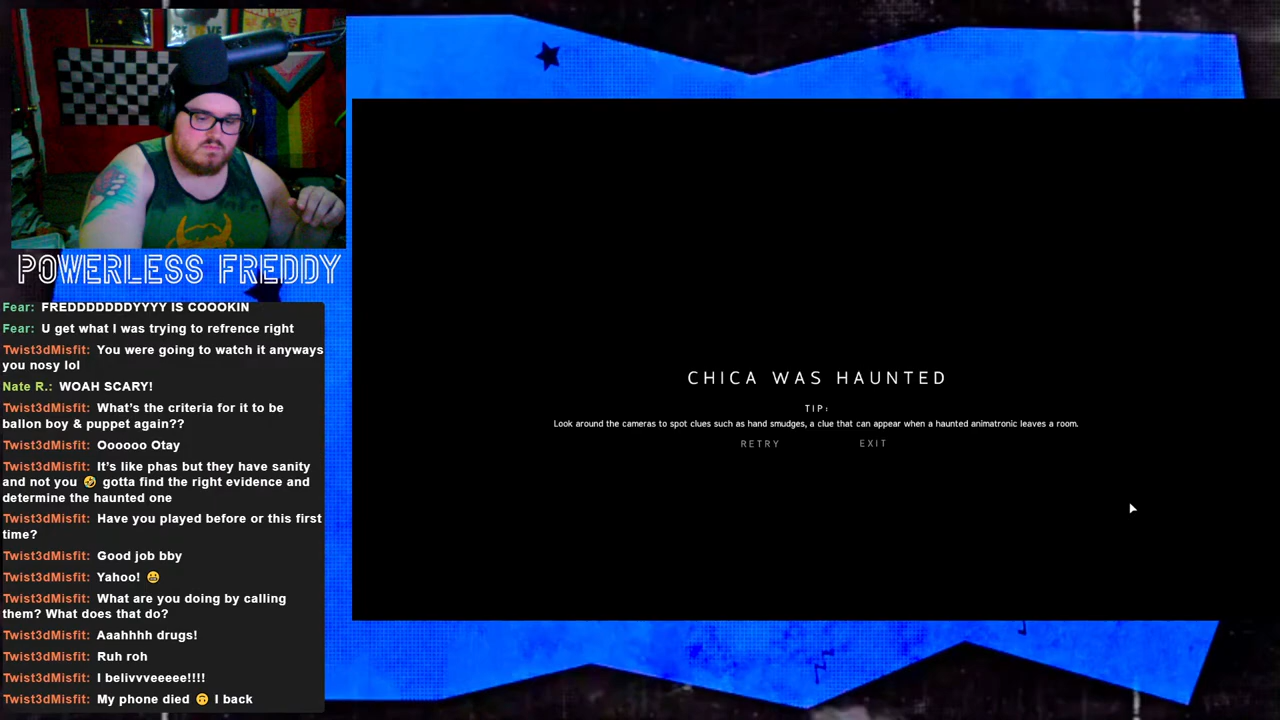 POWERLESS FREDDY
Fear: FREDDDDDDDYYYY IS COOOKIN
Fear: U get what I was trying to refrence right
Twist3dMisfit: You were going to watch it anyways
you nosy lol
Nate R.: WOAH SCARY!
Twist3dMisfit: What's the criteria for it to be
ballon boy & puppet again??
Twist3dMisfit: Oooooo Otay
Twist3dMisfit: It's like phas but they have sanity
and not you 🤣 gotta find the right evidence and
determine the haunted one
Twist3dMisfit: Have you played before or this first
time?
Twist3dMisfit: Good job bby
Twist3dMisfit: Yahoo! 😀
Twist3dMisfit: What are you doing by calling
them? What does that do?
Twist3dMisfit: Aaahhhh drugs!
Twist3dMisfit: Ruh roh
Twist3dMisfit: I belivvveeeee!!!!
Twist3dMisfit: My phone died 🙃 I back
CHICA WAS HAUNTED
TIP:
Look around the cameras to spot clues such as hand smudges, a clue that can appear when a haunted animatronic leaves a room.
RETRY EXIT